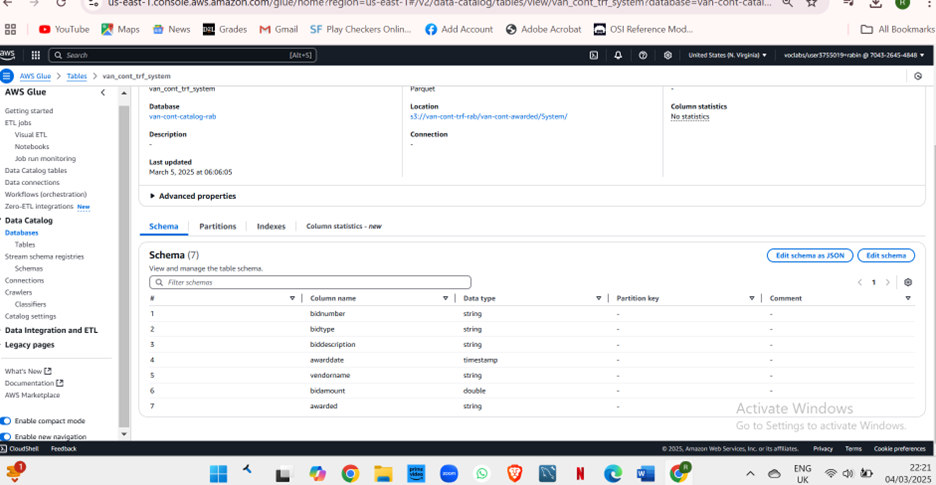 us-east-1.console.aws.amazon.com/glue/home?region=us-east-1#/v2/data-catalog/tables/view/van_cont_trf_system?database=van-cont-catal...
YouTube Maps News Grades Gmail SF Play Checkers Onlin... Add Account Adobe Acrobat OSI Reference Mod... All Bookmarks
aws Search [Alt+S] United States (N. Virginia) voclabs/user3755019=rabin @ 7043-2645-4848
AWS Glue > Tables > van_cont_trf_system
AWS Glue
Getting started
ETL jobs
Visual ETL
Notebooks
Job run monitoring
Data Catalog tables
Data connections
Workflows (orchestration)
Zero-ETL integrations New
Data Catalog
Databases
Tables
Stream schema registries
Schemas
Connections
Crawlers
Classifiers
Catalog settings
Data Integration and ETL
Legacy pages
What's New
Documentation
AWS Marketplace
Enable compact mode
Enable new navigation
van_cont_trf_system
Database
van-cont-catalog-rab
Description
-
Last updated
March 5, 2025 at 06:06:05
Parquet
Location
s3://van-cont-trf-rab/van-cont-awarded/System/
Connection
-
-
Column statistics
No statistics
Advanced properties
Schema Partitions Indexes Column statistics - new
Schema (7)
Edit schema as JSON Edit schema
View and manage the table schema.
Filter schemas
1
# Column name Data type Partition key Comment
1 bidnumber string - -
2 bidtype string - -
3 biddescription string - -
4 awarddate timestamp - -
5 vendorname string - -
6 bidamount double - -
7 awarded string - -
Activate Windows
Go to Settings to activate Windows.
CloudShell Feedback © 2025, Amazon Web Services, Inc. or its affiliates. Privacy Terms Cookie preferences
1
prime video
zoom
N
W
R
ENG
UK
22:21
04/03/2025